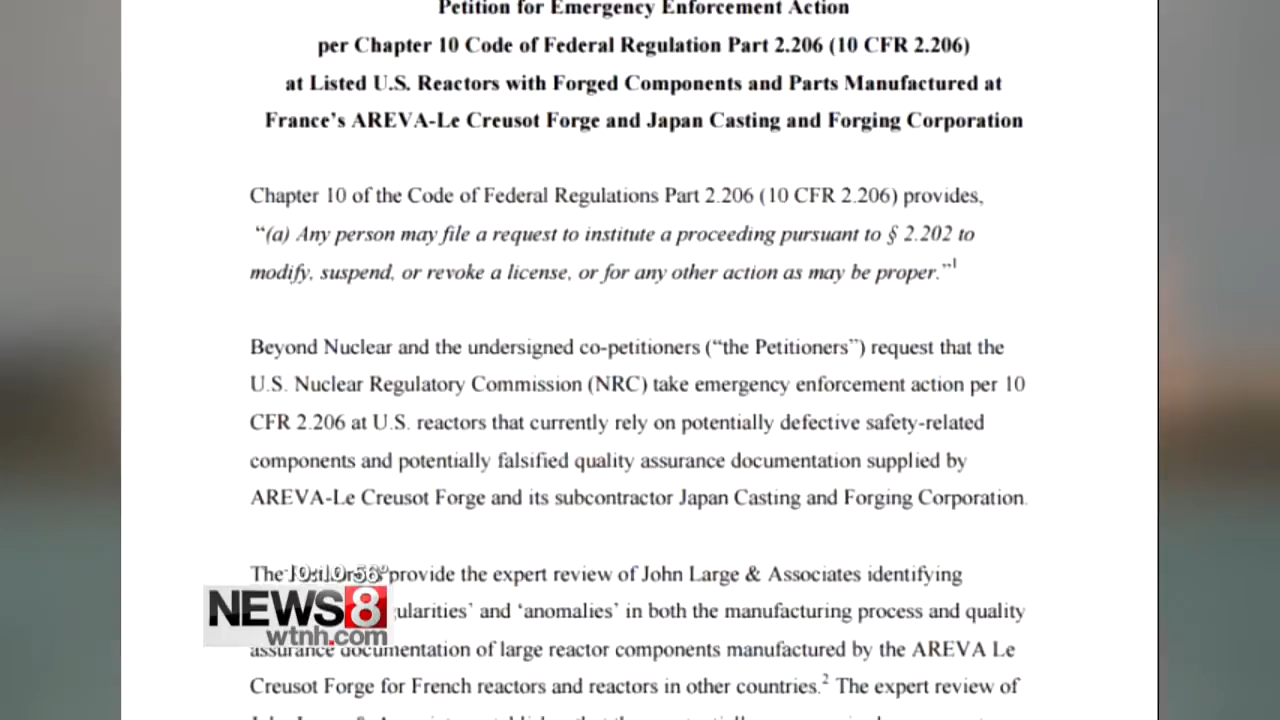 Petition for Emergency Enforcement Action
per Chapter 10 Code of Federal Regulation Part 2.206 (10 CFR 2.206)
at Listed U.S. Reactors with Forged Components and Parts Manufactured at
France's AREVA-Le Creusot Forge and Japan Casting and Forging Corporation
Chapter 10 of the Code of Federal Regulations Part 2.206 (10 CFR 2.206) provides,
"(a) Any person may file a request to institute a proceeding pursuant to § 2.202 to
modify, suspend, or revoke a license, or for any other action as may be proper."1
Beyond Nuclear and the undersigned co-petitioners ("the Petitioners") request that the
U.S. Nuclear Regulatory Commission (NRC) take emergency enforcement action per 10
CFR 2.206 at U.S. reactors that currently rely on potentially defective safety-related
components and potentially falsified quality assurance documentation supplied by
AREVA-Le Creusot Forge and its subcontractor Japan Casting and Forging Corporation.
The provide the expert review of John Large & Associates identifying
10:10 56°
'and 'anomalies' in both the manufacturing process and quality
NEWS 8
wtnh.com
assurance documentation of large reactor components manufactured by the AREVA Le
Creusot Forge for French reactors and reactors in other countries.2 The expert review of